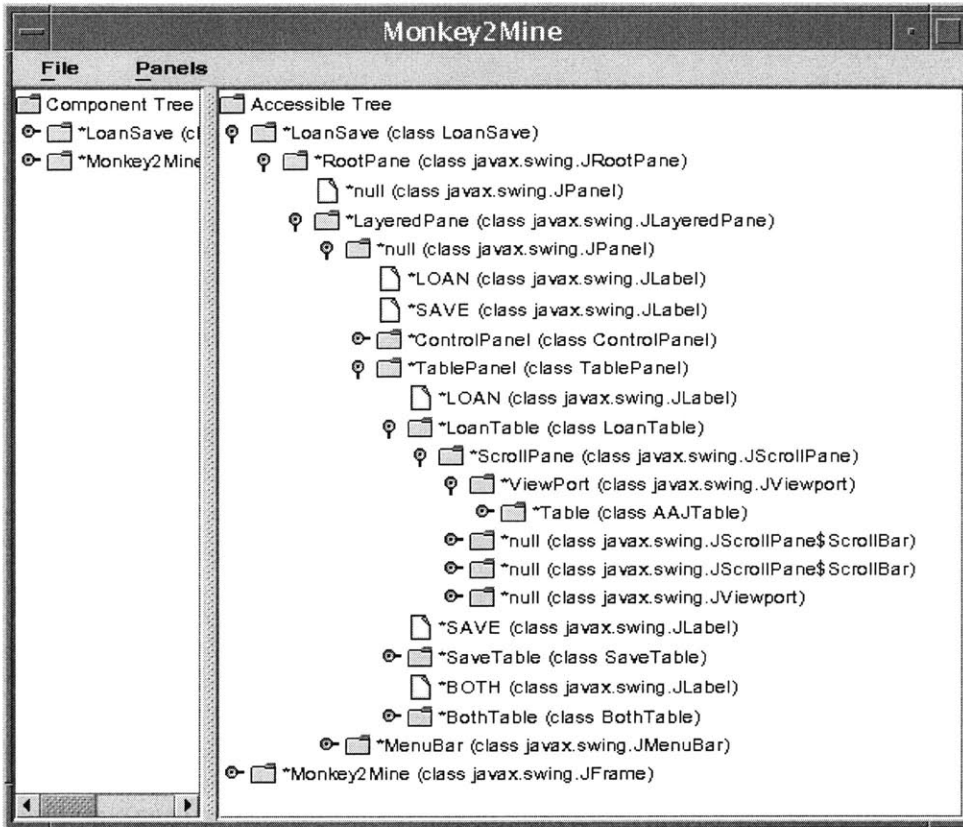 Monkey2Mine
File Panels
Component Tree
*LoanSave (cl
*Monkey2Mine
Accessible Tree
*LoanSave (class LoanSave)
*RootPane (class javax.swing.JRootPane)
*null (class javax.swing.JPanel)
*LayeredPane (class javax.swing.JLayeredPane)
*null (class javax.swing.JPanel)
*LOAN (class javax.swing.JLabel)
*SAVE (class javax.swing.JLabel)
*ControlPanel (class ControlPanel)
*TablePanel (class TablePanel)
*LOAN (class javax.swing.JLabel)
*LoanTable (class LoanTable)
*ScrollPane (class javax.swing.JScrollPane)
*ViewPort (class javax.swing.JViewport)
*Table (class AAJTable)
*null (class javax.swing.JScrollPane$ScrollBar)
*null (class javax.swing.JScrollPane$ScrollBar)
*null (class javax.swing.JViewport)
*SAVE (class javax.swing.JLabel)
*SaveTable (class SaveTable)
*BOTH (class javax.swing.JLabel)
*BothTable (class BothTable)
*MenuBar (class javax.swing.JMenuBar)
*Monkey2Mine (class javax.swing.JFrame)